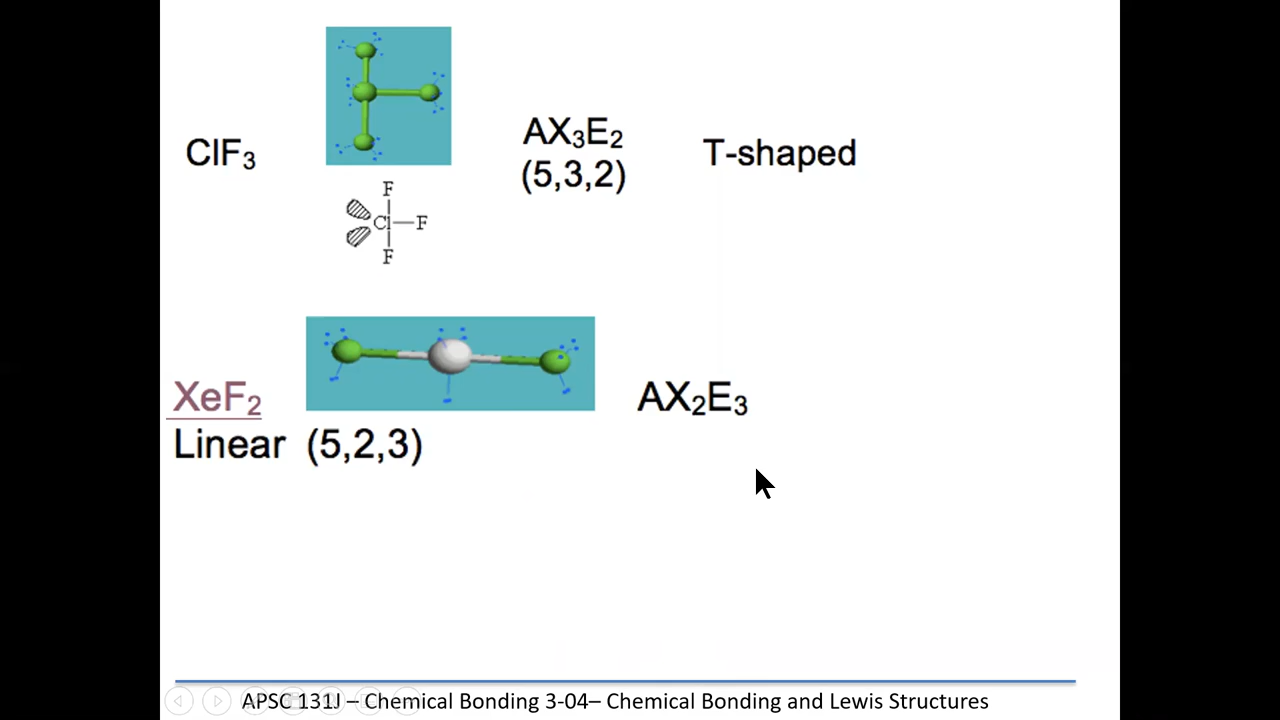 ClF₃
AX₃E₂
(5,3,2)
T-shaped
F
Cl—F
F
XeF₂
AX₂E₃
Linear (5,2,3)
APSC 131J – Chemical Bonding 3-04– Chemical Bonding and Lewis Structures